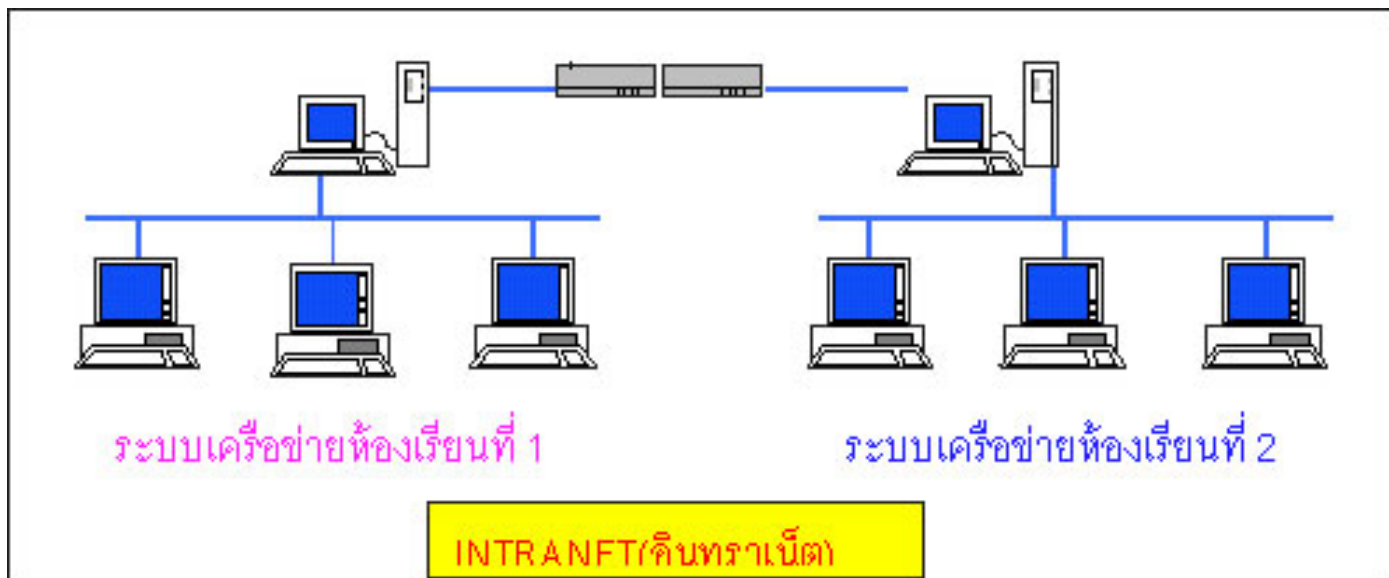 ระบบเครือข่ายห้องเรียนที่ 1
ระบบเครือข่ายห้องเรียนที่ 2
INTRANET(อินทราเน็ต)